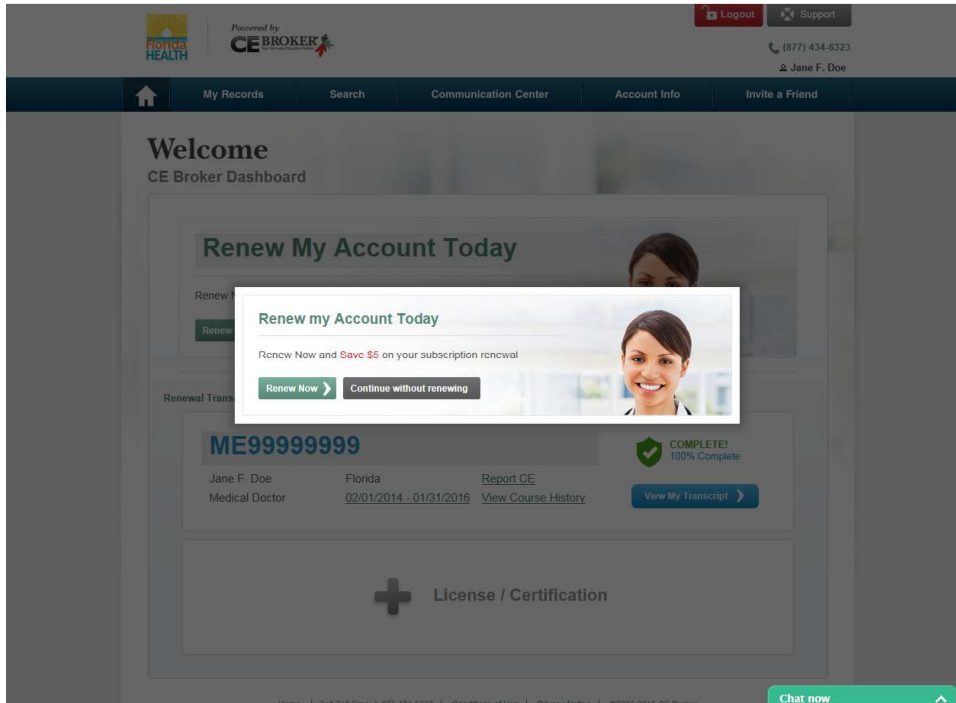 Logout
Support
Florida
HEALTH
Powered by
CE BROKER
(877) 434-6323
Jane F. Doe
My Records
Search
Communication Center
Account Info
Invite a Friend
Welcome
CE Broker Dashboard
Renew My Account Today
Renew
Renew
Renew my Account Today
Renew Now and Save $5 on your subscription renewal
Renew Now
Continue without renewing
Renewal Trans
ME99999999
COMPLETE!
100% Complete
Jane F. Doe
Florida
Report CE
Medical Doctor
02/01/2014 - 01/31/2016
View Course History
View My Transcript
License / Certification
Chat now